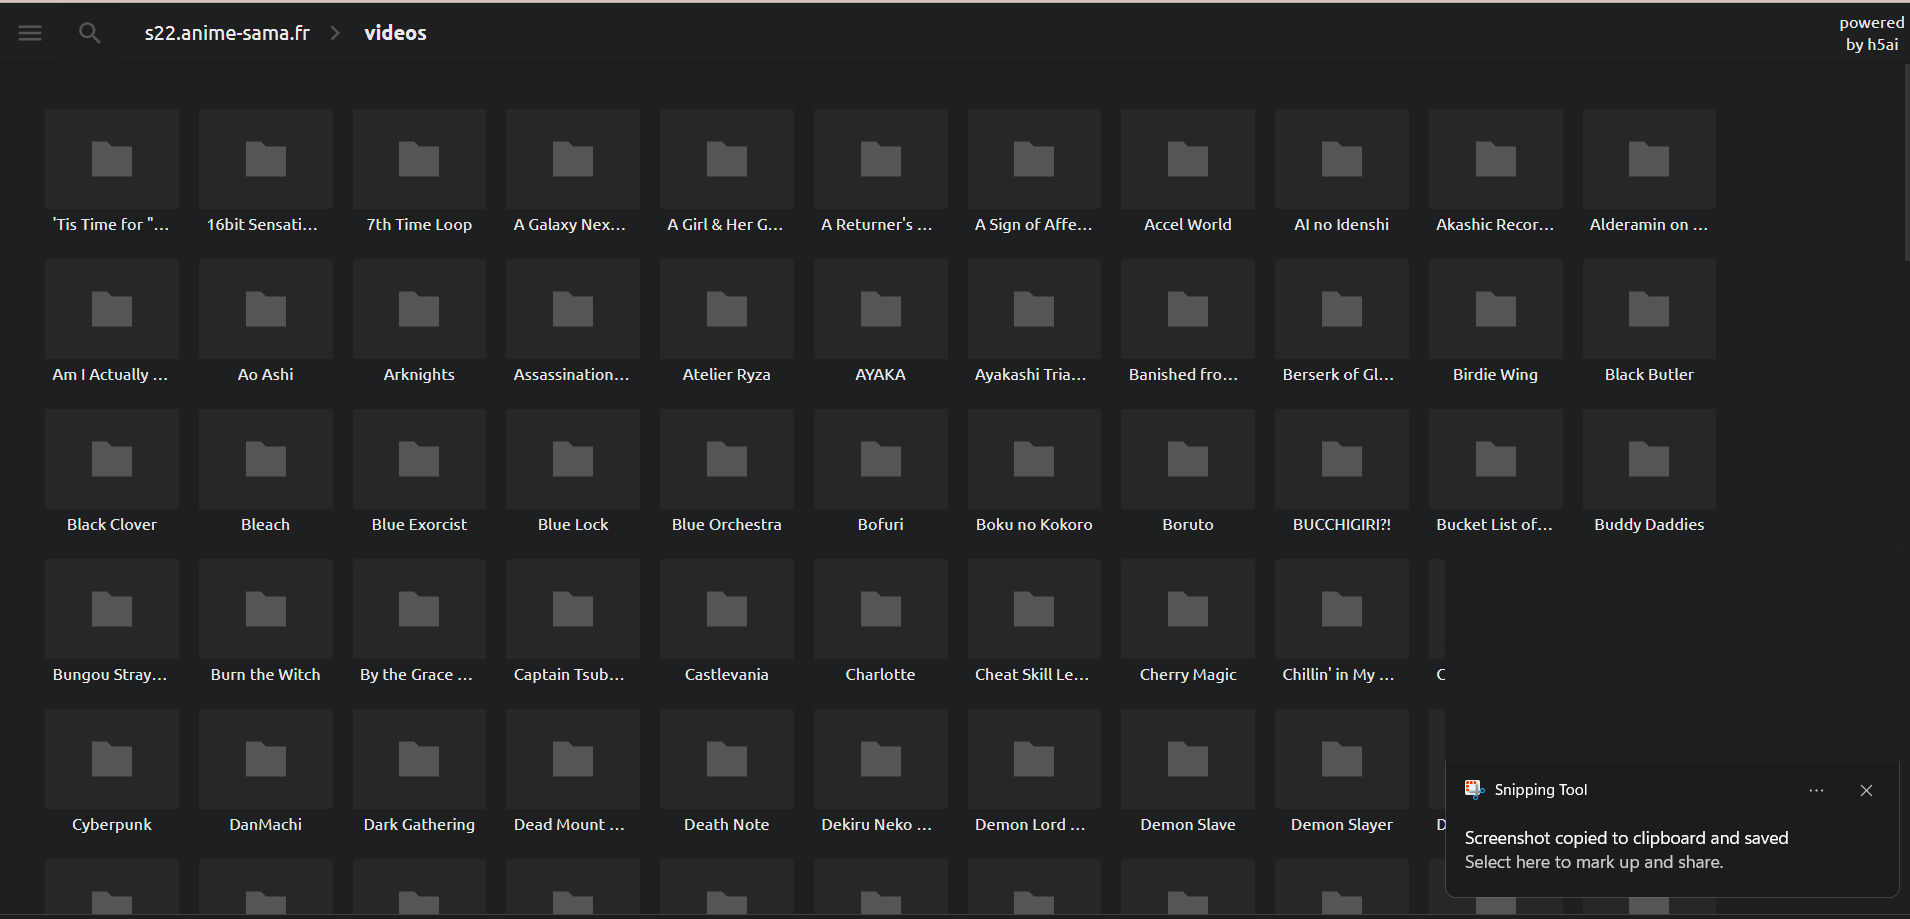 s22.anime-sama.fr videos
powered
by h5ai
'Tis Time for "... 16bit Sensati... 7th Time Loop A Galaxy Nex... A Girl & Her G... A Returner's ... A Sign of Affe... Accel World AI no Idenshi Akashic Recor... Alderamin on ...
Am I Actually ... Ao Ashi Arknights Assassination... Atelier Ryza AYAKA Ayakashi Tria... Banished fro... Berserk of Gl... Birdie Wing Black Butler
Black Clover Bleach Blue Exorcist Blue Lock Blue Orchestra Bofuri Boku no Kokoro Boruto BUCCHIGIRI?! Bucket List of... Buddy Daddies
Bungou Stray... Burn the Witch By the Grace ... Captain Tsub... Castlevania Charlotte Cheat Skill Le... Cherry Magic Chillin' in My ... C
Cyberpunk DanMachi Dark Gathering Dead Mount ... Death Note Dekiru Neko ... Demon Lord ... Demon Slave Demon Slayer D
Snipping Tool
Screenshot copied to clipboard and saved
Select here to mark up and share.